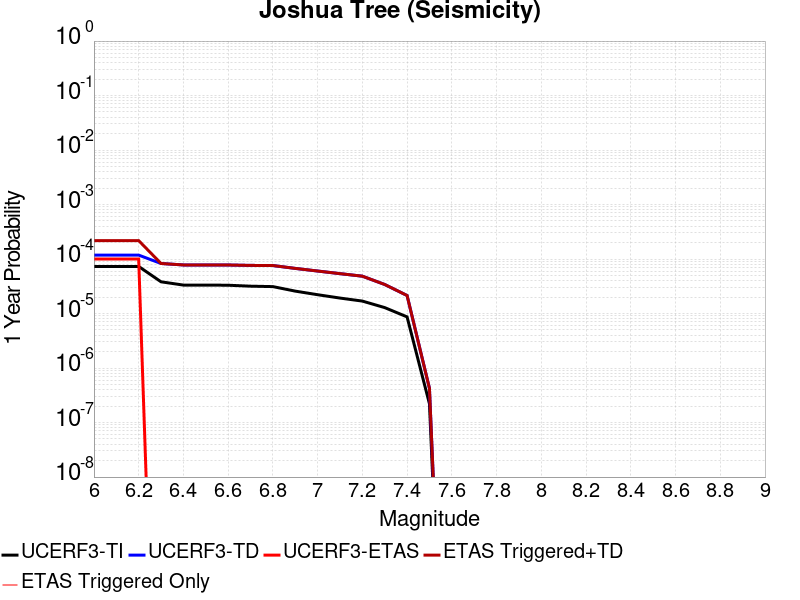 Joshua Tree (Seismicity)
10^0
10^-1
10^-2
10^-3
10^-4
10^-5
10^-6
10^-7
10^-8
1 Year Probability
6 6.2 6.4 6.6 6.8 7 7.2 7.4 7.6 7.8 8 8.2 8.4 8.6 8.8 9
Magnitude
UCERF3-TI UCERF3-TD UCERF3-ETAS ETAS Triggered+TD
ETAS Triggered Only